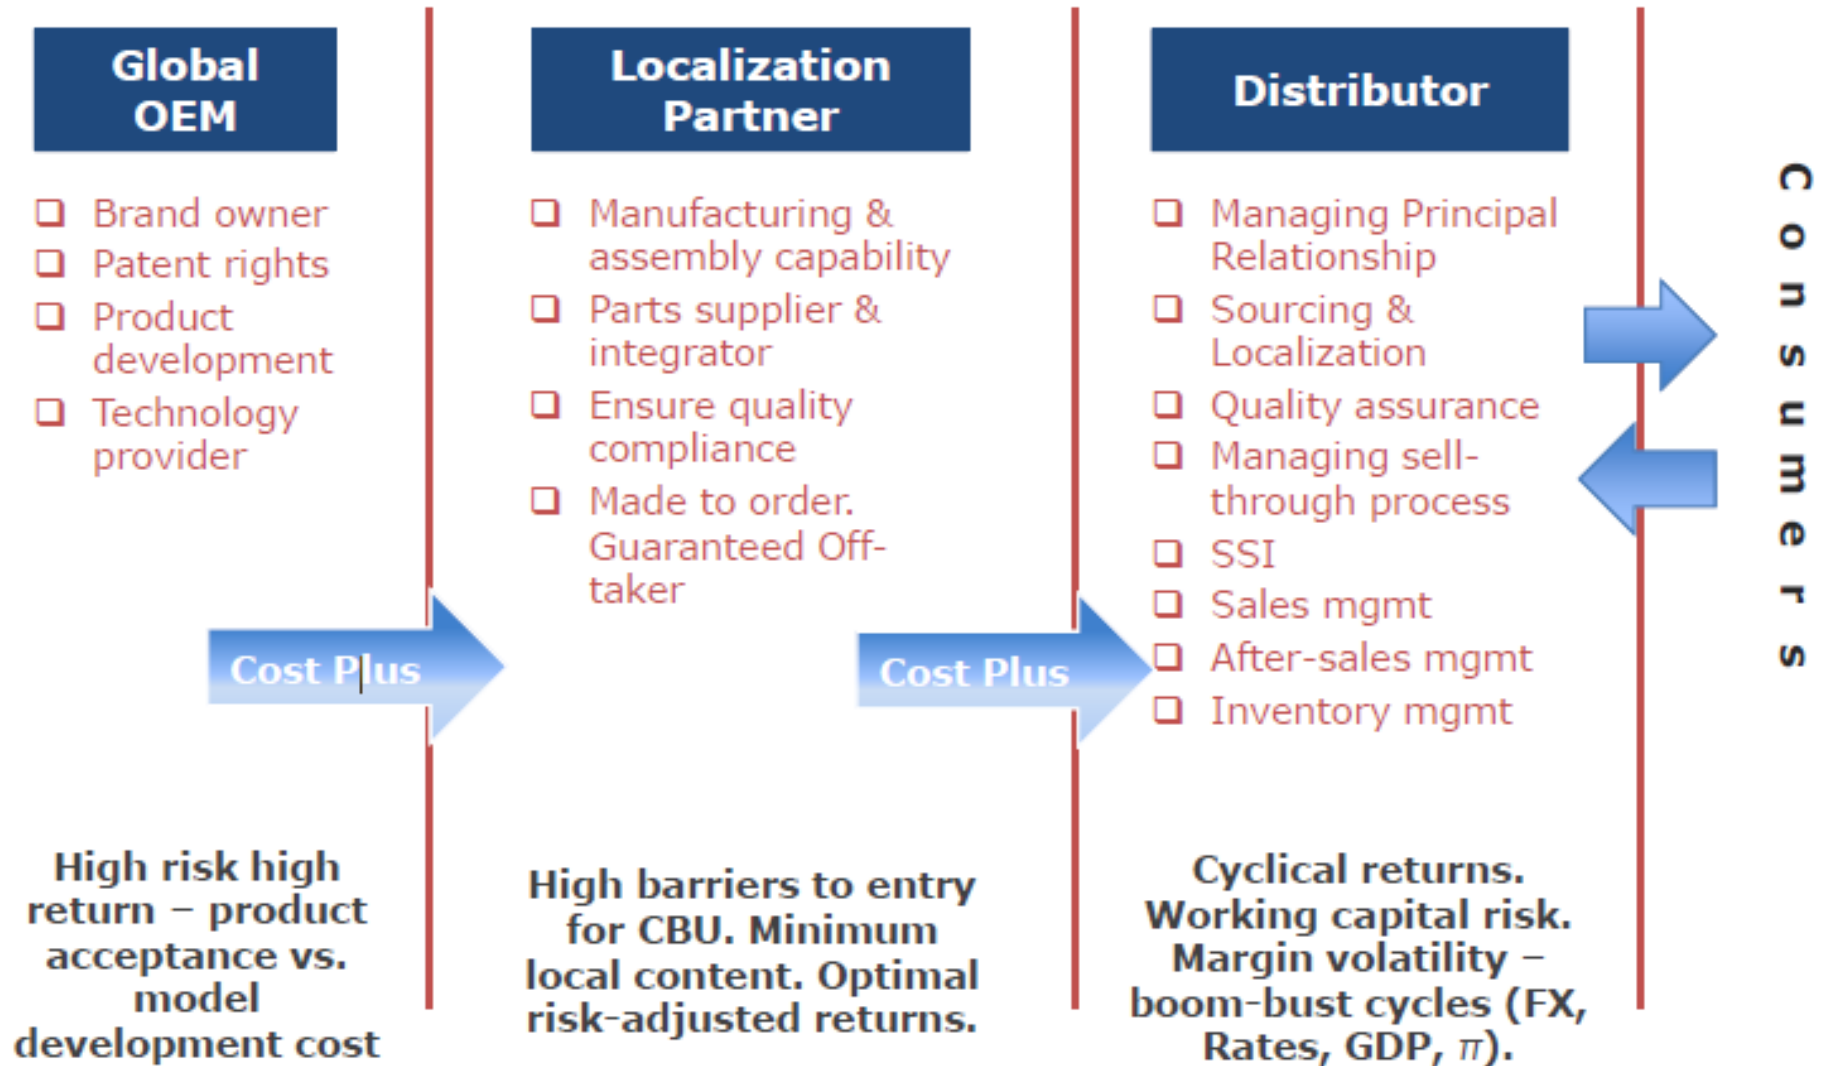 Global
OEM
❑ Brand owner
❑ Patent rights
❑ Product
development
❑ Technology
provider
Cost Plus
High risk high
return – product
acceptance vs.
model
development cost
Localization
Partner
❑ Manufacturing &
assembly capability
❑ Parts supplier &
integrator
❑ Ensure quality
compliance
❑ Made to order.
Guaranteed Off-
taker
Cost Plus
High barriers to entry
for CBU. Minimum
local content. Optimal
risk-adjusted returns.
Distributor
❑ Managing Principal
Relationship
❑ Sourcing &
Localization
❑ Quality assurance
❑ Managing sell-
through process
❑ SSI
❑ Sales mgmt
❑ After-sales mgmt
❑ Inventory mgmt
Cyclical returns.
Working capital risk.
Margin volatility –
boom-bust cycles (FX,
Rates, GDP, π).
Consumers